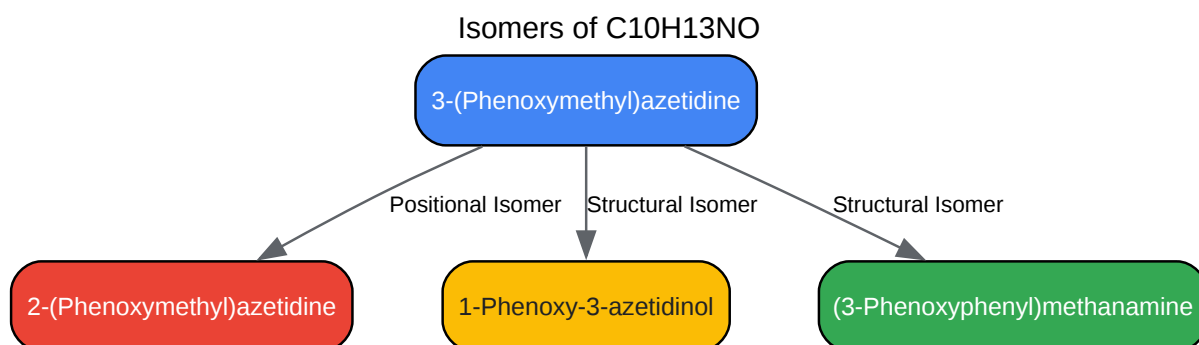 Isomers of C10H13NO
3-(Phenoxymethyl)azetidine
Positional Isomer
Structural Isomer
Structural Isomer
2-(Phenoxymethyl)azetidine
1-Phenoxy-3-azetidinol
(3-Phenoxyphenyl)methanamine